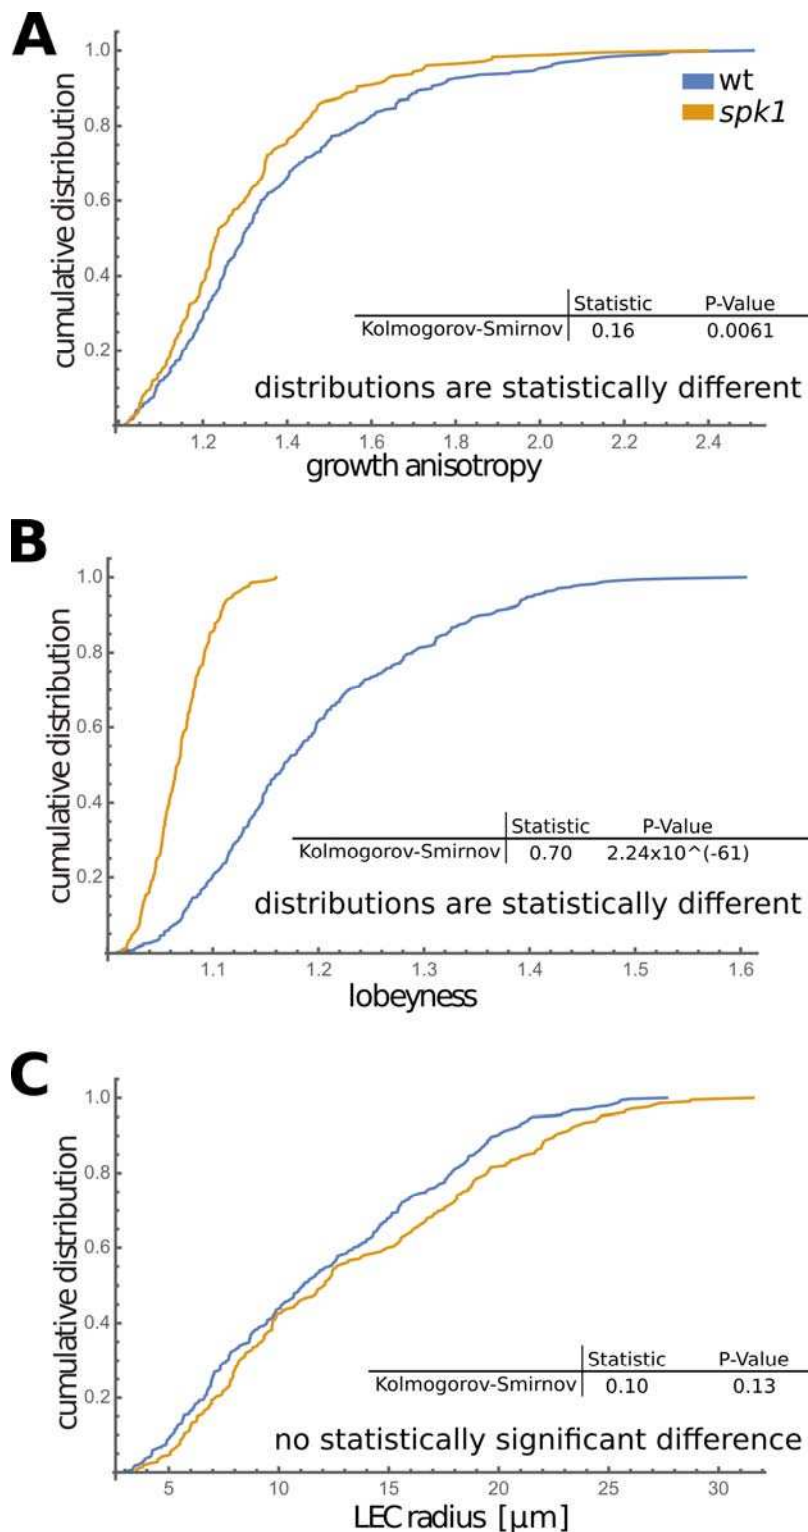 A
cumulative distribution
1.0
0.8
0.6
0.4
0.2
wt
spk1
Statistic P-Value
Kolmogorov-Smirnov 0.16 0.0061
distributions are statistically different
1.2 1.4 1.6 1.8 2.0 2.2 2.4
growth anisotropy
B
cumulative distribution
1.0
0.8
0.6
0.4
0.2
Statistic P-Value
Kolmogorov-Smirnov 0.70 2.24x10^(-61)
distributions are statistically different
1.1 1.2 1.3 1.4 1.5 1.6
lobeyness
C
cumulative distribution
1.0
0.8
0.6
0.4
0.2
Statistic P-Value
Kolmogorov-Smirnov 0.10 0.13
no statistically significant difference
5 10 15 20 25 30
LEC radius [µm]